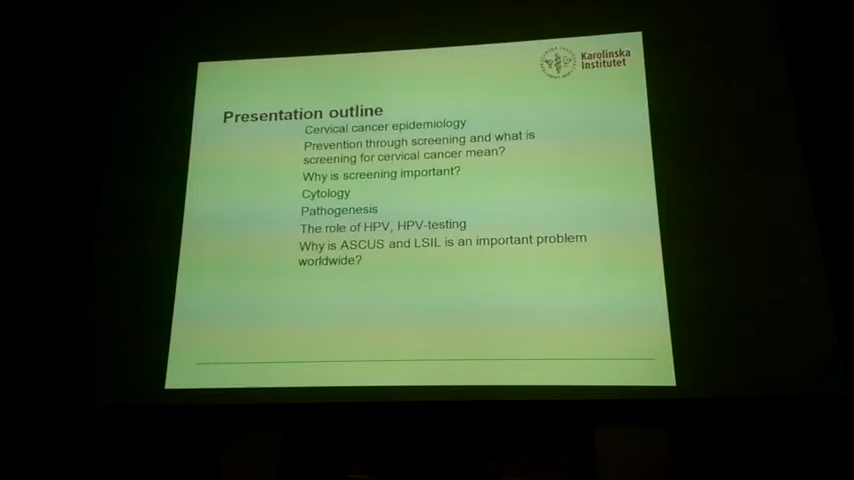 Karolinska
Institutet
Presentation outline
Cervical cancer epidemiology
Prevention through screening and what is
screening for cervical cancer mean?
Why is screening important?
Cytology
Pathogenesis
The role of HPV, HPV-testing
Why is ASCUS and LSIL is an important problem
worldwide?